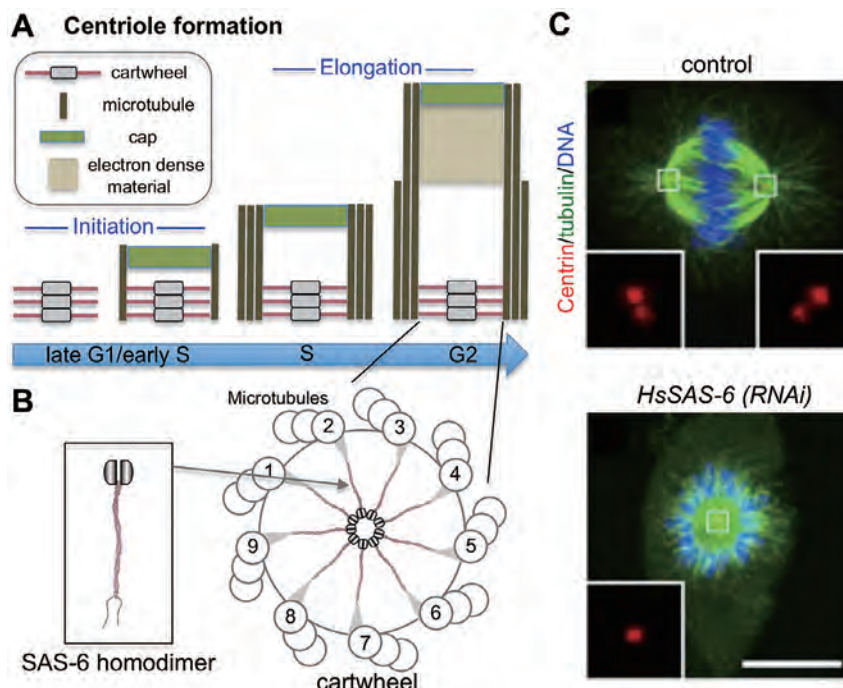 A Centriole formation
cartwheel
microtubule
cap
electron dense
material
Elongation
Initiation
late G1/early S
S
G2
B
Microtubules
1
2
3
4
5
6
7
8
9
SAS-6 homodimer
cartwheel
C
control
Centrin/tubulin/DNA
HsSAS-6 (RNAi)